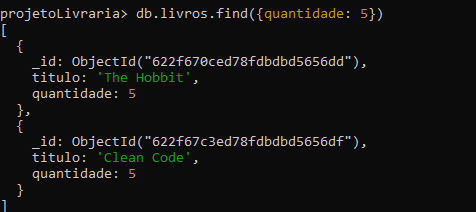 projetoLivraria> db.livros.find({quantidade: 5})
[
  {
    _id: ObjectId("622f670ced78fdbdbd5656dd"),
    titulo: 'The Hobbit',
    quantidade: 5
  },
  {
    _id: ObjectId("622f67c3ed78fdbdbd5656df"),
    titulo: 'Clean Code',
    quantidade: 5
  }
]